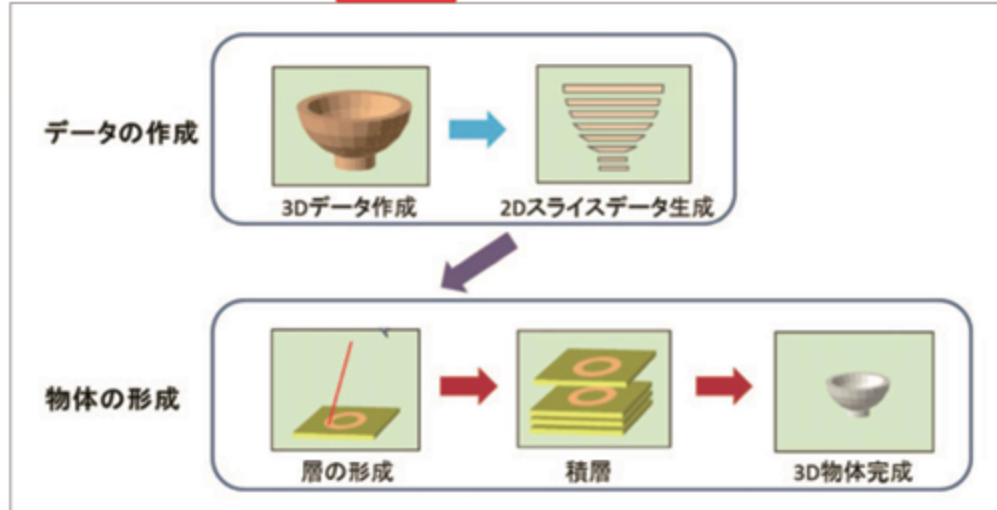 データの作成
3Dデータ作成
2Dスライスデータ生成
物体の形成
層の形成
積層
3D物体完成